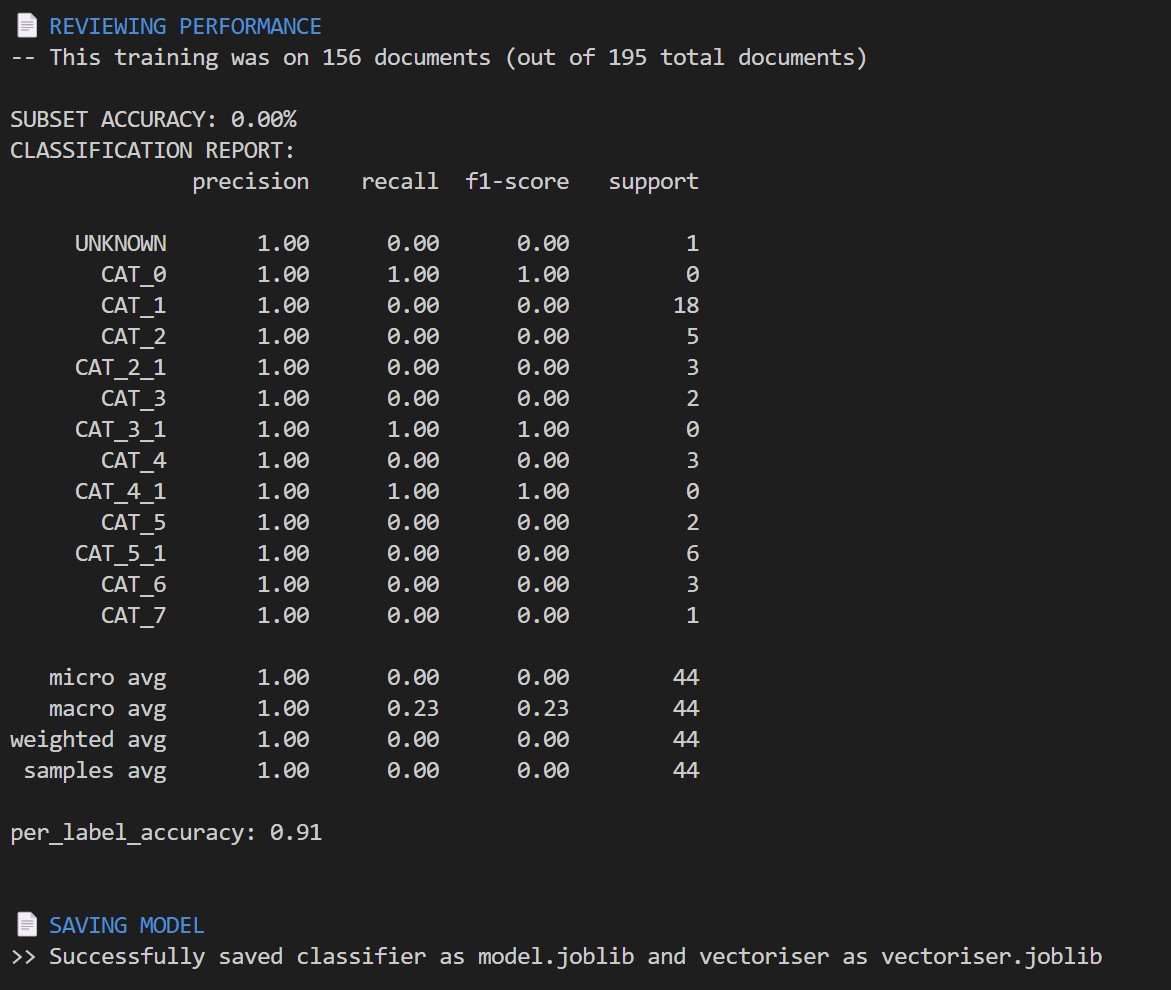 REVIEWING PERFORMANCE
-- This training was on 156 documents (out of 195 total documents)
SUBSET ACCURACY: 0.00%
CLASSIFICATION REPORT:
precision recall f1-score support
UNKNOWN 1.00 0.00 0.00 1
CAT_0 1.00 1.00 1.00 0
CAT_1 1.00 0.00 0.00 18
CAT_2 1.00 0.00 0.00 5
CAT_2_1 1.00 0.00 0.00 3
CAT_3 1.00 0.00 0.00 2
CAT_3_1 1.00 1.00 1.00 0
CAT_4 1.00 0.00 0.00 3
CAT_4_1 1.00 1.00 1.00 0
CAT_5 1.00 0.00 0.00 2
CAT_5_1 1.00 0.00 0.00 6
CAT_6 1.00 0.00 0.00 3
CAT_7 1.00 0.00 0.00 1
micro avg 1.00 0.00 0.00 44
macro avg 1.00 0.23 0.23 44
weighted avg 1.00 0.00 0.00 44
samples avg 1.00 0.00 0.00 44
per_label_accuracy: 0.91
SAVING MODEL
>> Successfully saved classifier as model.joblib and vectoriser as vectoriser.joblib